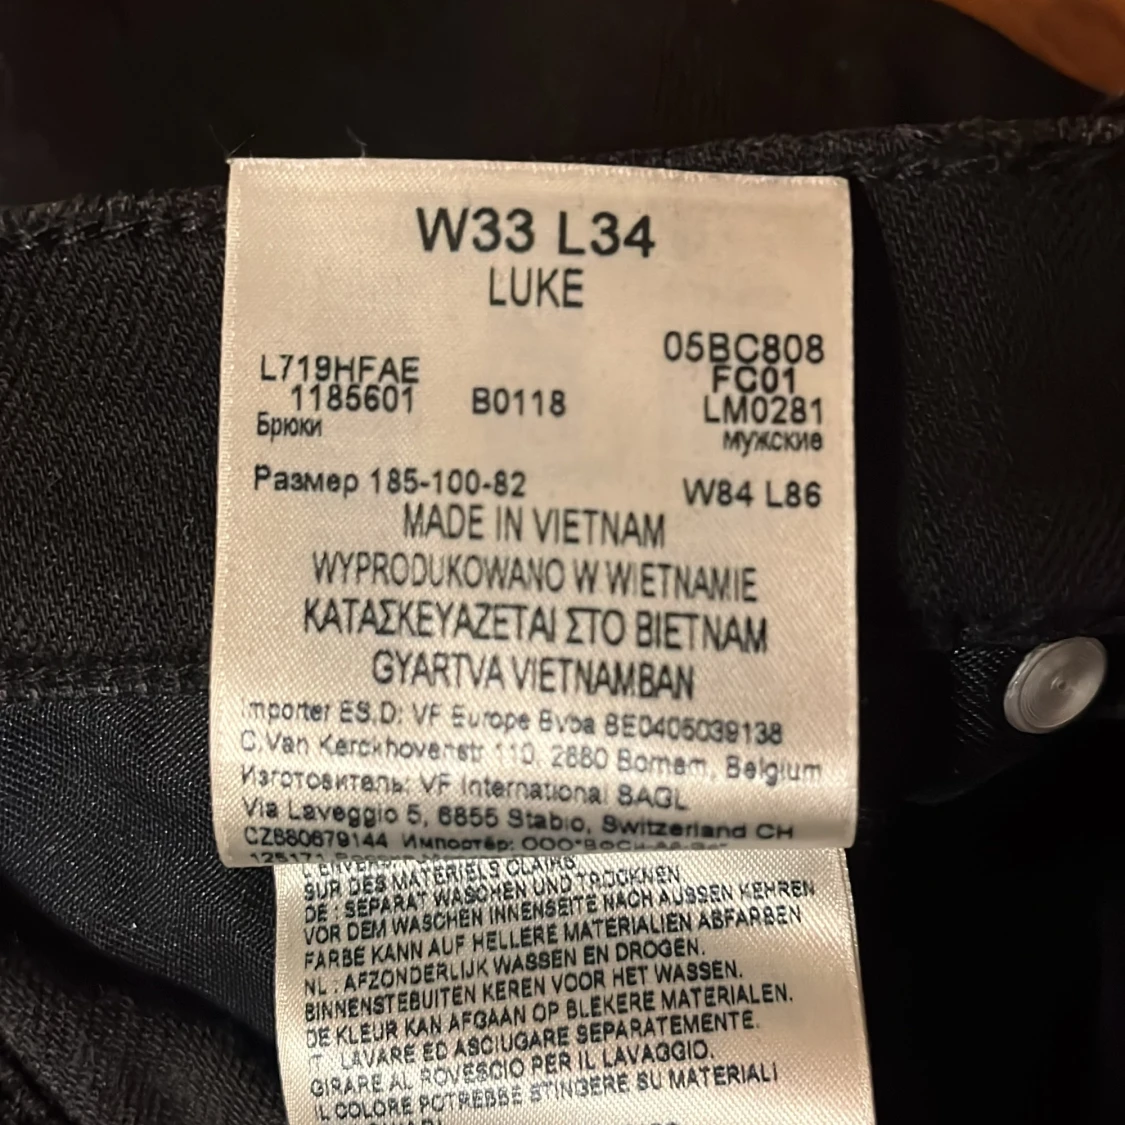 W33 L34
LUKE
05BC808
L719HFAE FC01
1185601 B0118 LM0281
Брюки мужские
Размер 185-100-82 W84 L86
MADE IN VIETNAM
WYPRODUKOWANO W WIETNAMIE
ΚΑΤΑΣΚΕΥΑΖΕΤΑΙ ΣΤΟ ΒΙΕΤΝΑΜ
GYARTVA VIETNAMBAN
Importer ES.D: VF Europe Bvba BE0405039138
C.Van Kerckhovenstr 110, 2880 Bornem, Belgium
Изготовитель: VF International SAGL
Via Laveggio 5, 6855 Stabio, Switzerland CH
CZ680679144 Импортёр:
SUR DES MATERIELS CLAIRS
DE : SEPARAT WASCHEN UND TROCKNEN
VOR DEM WASCHEN INNENSEITE NACH AUSSEN KEHREN
FARBE KANN AUF HELLERE MATERIALIEN ABFARBEN
NL : AFZONDERLIJK WASSEN EN DROGEN.
BINNENSTEBUITEN KEREN VOOR HET WASSEN.
DE KLEUR KAN AFGAAN OP BLEKERE MATERIALEN.
IT : LAVARE ED ASCIUGARE SEPARATEMENTE.
GIRARE AL ROVESCIO PER IL LAVAGGIO.
IL COLORE POTREBBE STINGERE SU MATERIALI